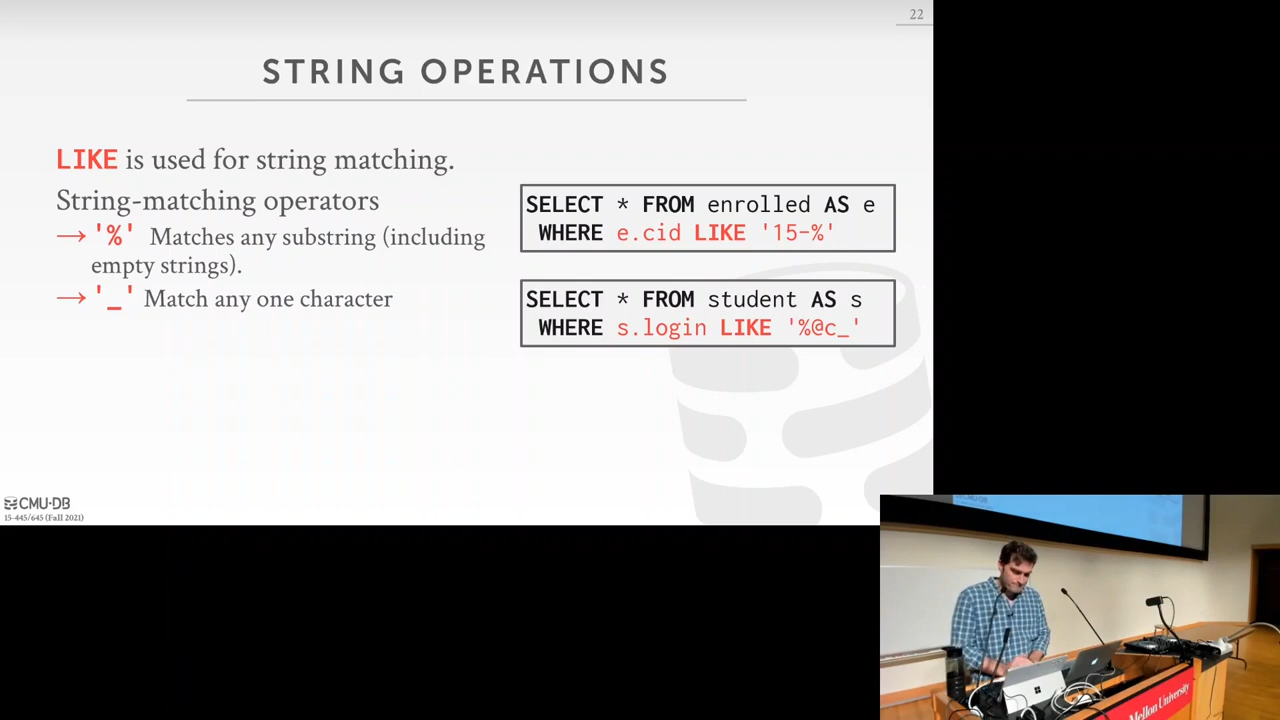 22
STRING OPERATIONS
LIKE is used for string matching.
String-matching operators
→ '%' Matches any substring (including
empty strings).
→ '_' Match any one character
SELECT * FROM enrolled AS e
WHERE e.cid LIKE '15-%'
SELECT * FROM student AS s
WHERE s.login LIKE '%@c_'
CMU·DB
15-445/645 (Fall 2021)
Mellon University